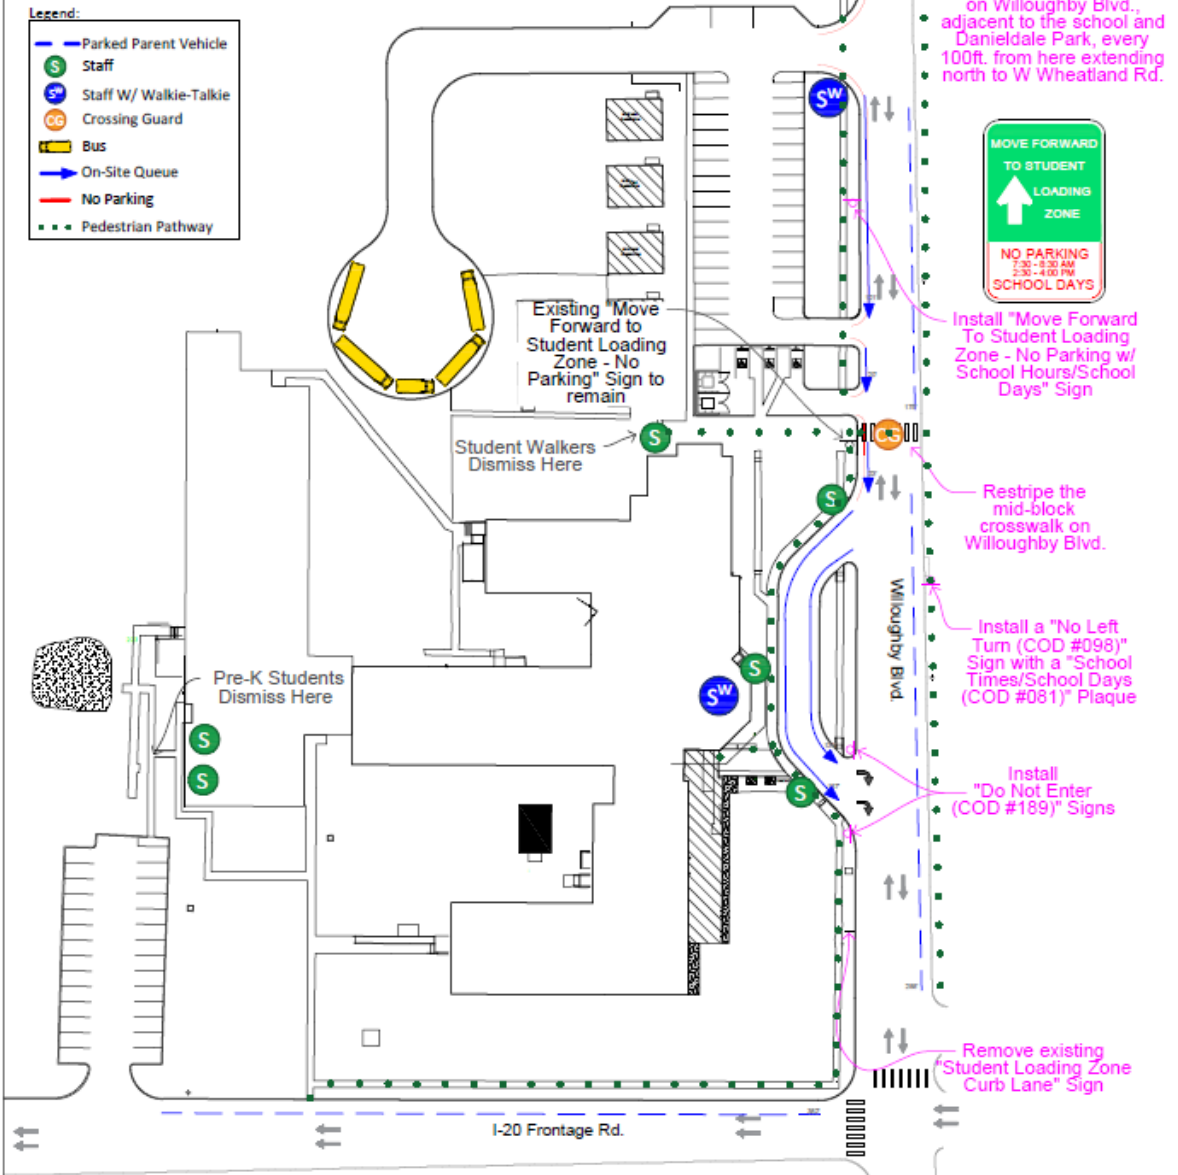 Legend:
Parked Parent Vehicle
S Staff
SW Staff W/ Walkie-Talkie
CG Crossing Guard
Bus
On-Site Queue
No Parking
Pedestrian Pathway
on Willoughby Blvd.,
adjacent to the school and
Danieldale Park, every
100ft. from here extending
north to W Wheatland Rd.
SW
MOVE FORWARD
TO STUDENT
LOADING
ZONE
NO PARKING
7:30 - 8:30 AM
2:30 - 4:00 PM
SCHOOL DAYS
Existing "Move
Forward to
Student Loading
Zone - No
Parking" Sign to
remain
Install "Move Forward
To Student Loading
Zone - No Parking w/
School Hours/School
Days" Sign
Student Walkers
Dismiss Here
S
CG
S
Restripe the
mid-block
crosswalk on
Willoughby Blvd.
Willoughby Blvd.
Install a "No Left
Turn (COD #098)"
Sign with a "School
Times/School Days
(COD #081)" Plaque
Pre-K Students
Dismiss Here
S
SW
S
S
S
Install
"Do Not Enter
(COD #189)" Signs
Remove existing
"Student Loading Zone
Curb Lane" Sign
I-20 Frontage Rd.